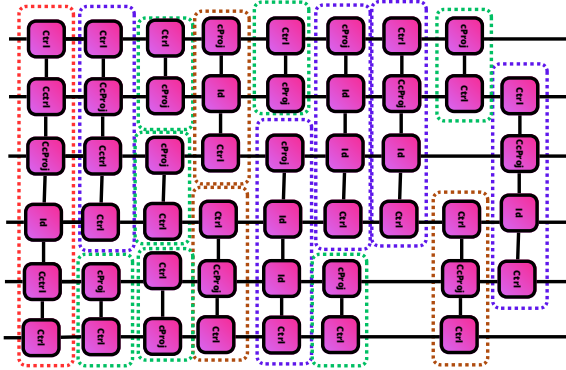 Ctrl Ctrl Ctrl cProj Ctrl cProj Ctrl cProj
Cctrl CcProj cProj Id cProj Id CcProj Ctrl Ctrl
CcProj Cctrl cProj Ctrl cProj Id Id CcProj
Id Ctrl Ctrl Ctrl Id Ctrl Ctrl Ctrl Id
Cctrl cProj Ctrl CcProj Id cProj CcProj Ctrl
Ctrl Ctrl dProj Ctrl Ctrl Ctrl Ctrl